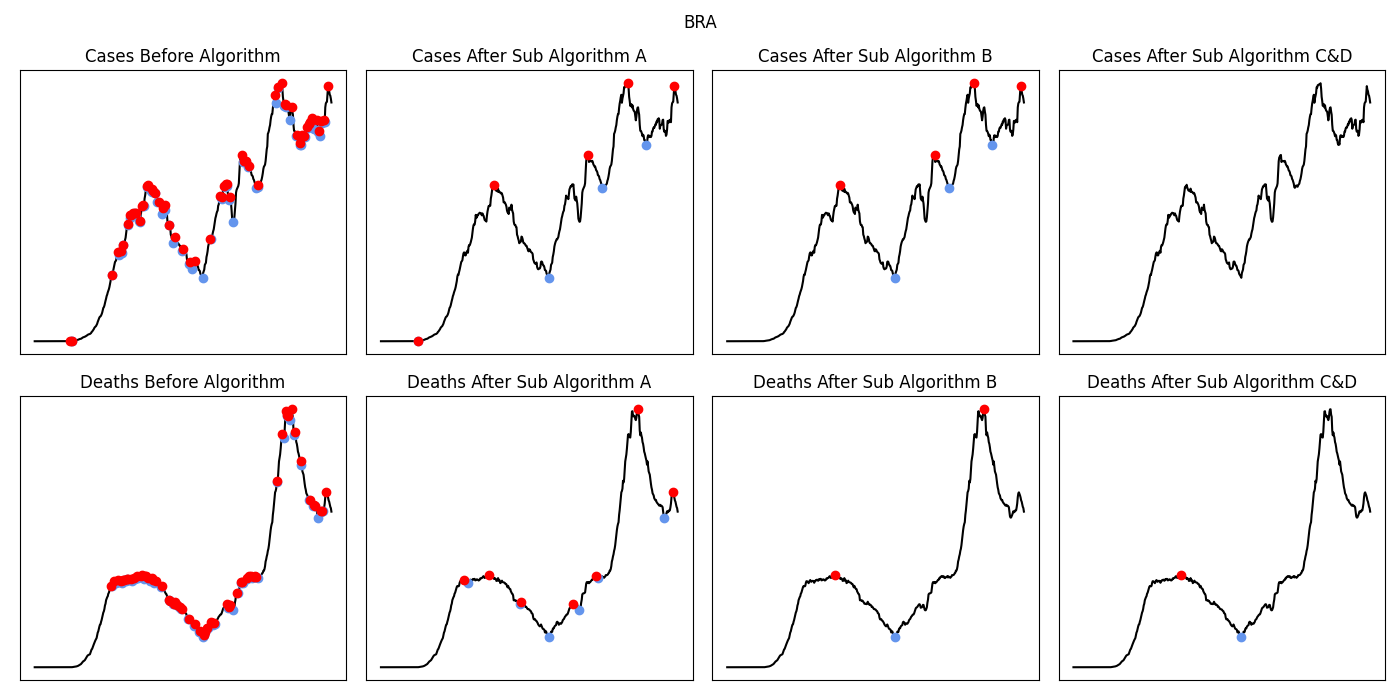 BRA
Cases Before Algorithm
Cases After Sub Algorithm A
Cases After Sub Algorithm B
Cases After Sub Algorithm C&D
Deaths Before Algorithm
Deaths After Sub Algorithm A
Deaths After Sub Algorithm B
Deaths After Sub Algorithm C&D